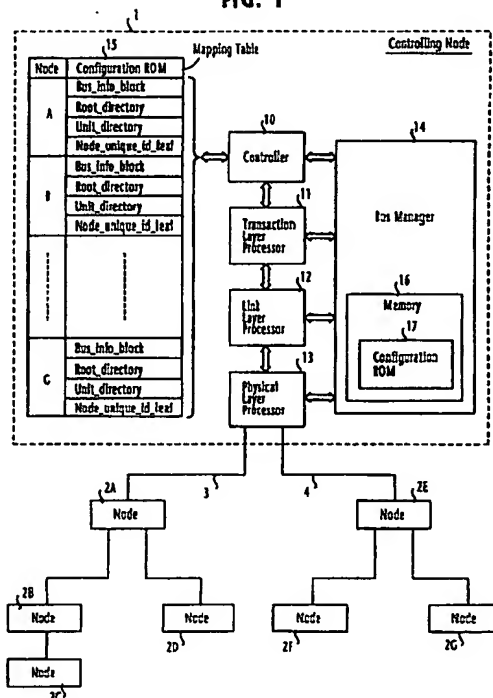 FIG. 1
1
15
Mapping Table
Controlling Node
Node Configuration ROM
A
Bus_info_block
Root_directory
Unit_directory
Node_unique_id_leaf
B
Bus_info_block
Root_directory
Unit_directory
Node_unique_id_leaf
G
Bus_info_block
Root_directory
Unit_directory
Node_unique_id_leaf
10
Controller
11
Transaction
Layer
Processor
12
Link
Layer
Processor
13
Physical
Layer
Processor
14
Bus Manager
16
Memory
17
Configuration
ROM
3
4
2A
Node
2E
Node
2B
Node
Node
2D
Node
2F
Node
2G
Node
2C